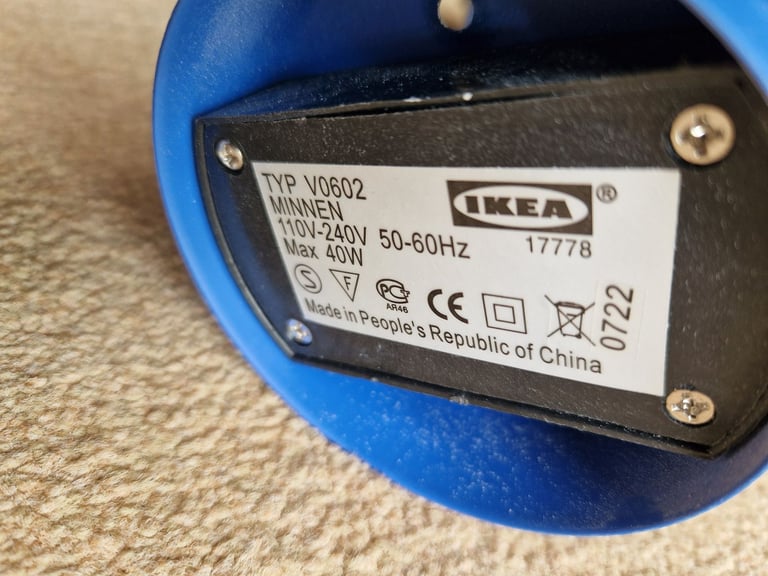 TYP V0602
MINNEN
110V-240V 50-60Hz
Max 40W
IKEA®
17778
S F PC AR46 CE
0722
Made in People's Republic of China